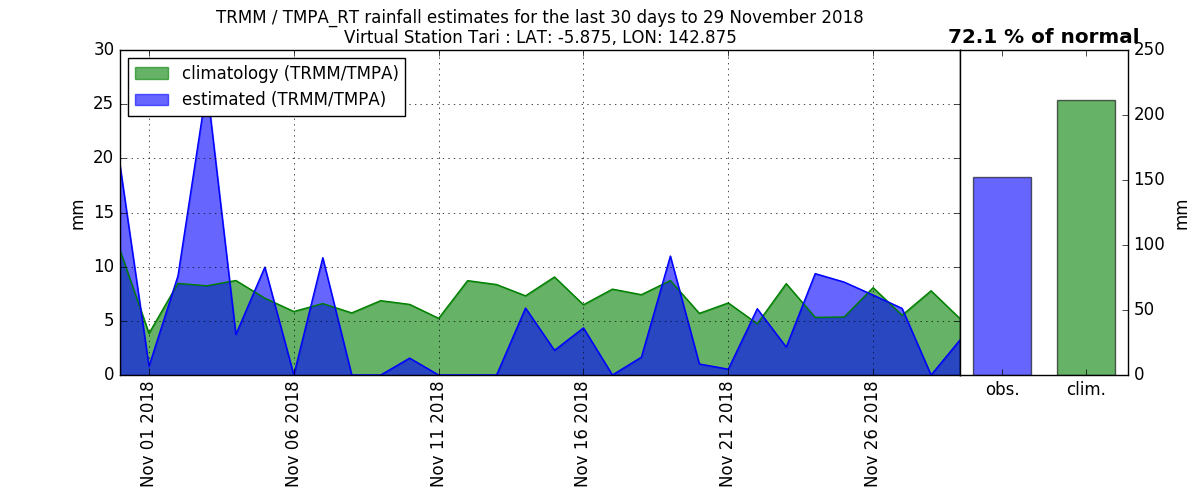 TRMM / TMPA_RT rainfall estimates for the last 30 days to 29 November 2018
Virtual Station Tari : LAT: -5.875, LON: 142.875
72.1 % of normal
climatology (TRMM/TMPA)
estimated (TRMM/TMPA)
30
25
20
15
10
5
0
mm
Nov 01 2018
Nov 06 2018
Nov 11 2018
Nov 16 2018
Nov 21 2018
Nov 26 2018
250
200
150
100
50
0
mm
obs.
clim.